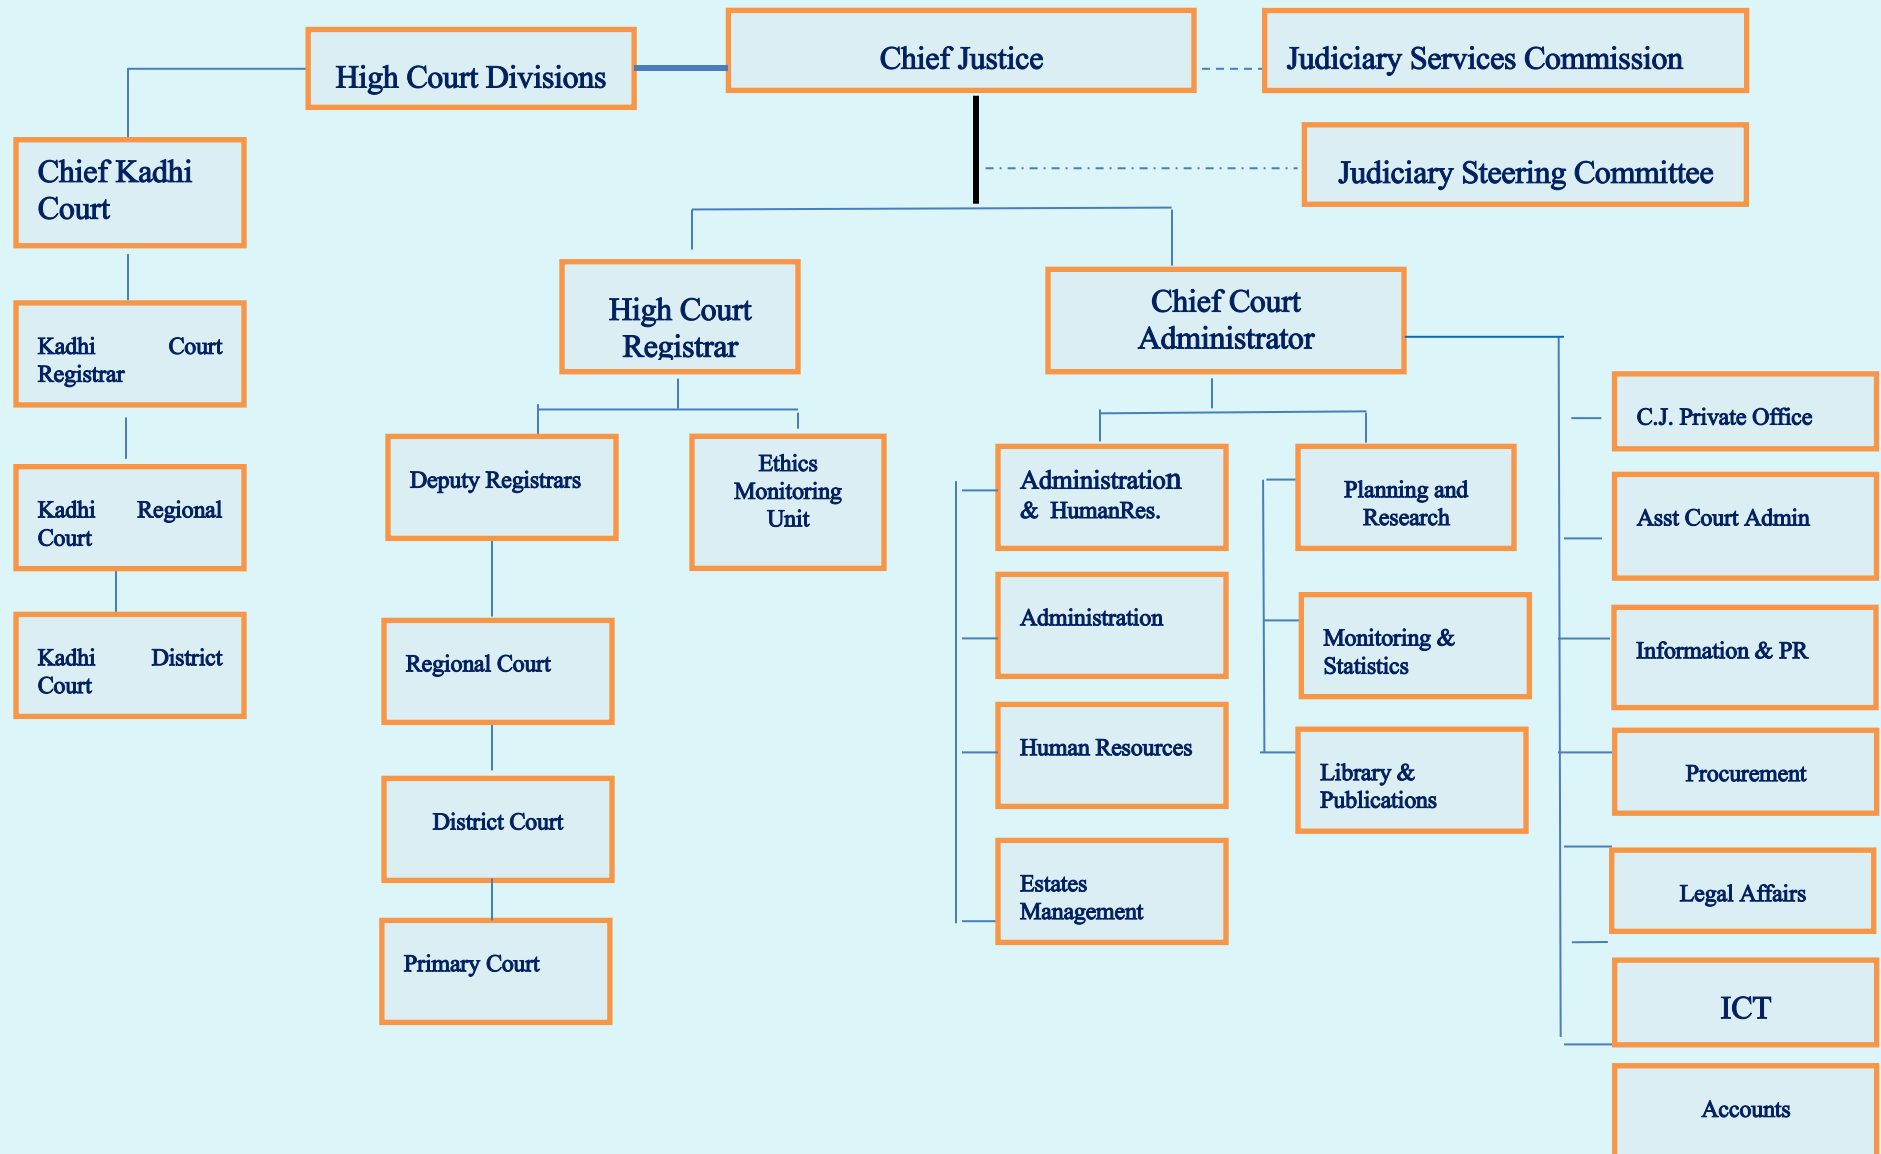 High Court Divisions
Chief Justice
Judiciary Services Commission
Judiciary Steering Committee
Chief Kadhi
Court
Kadhi Court
Registrar
Kadhi Regional
Court
Kadhi District
Court
High Court
Registrar
Deputy Registrars
Ethics
Monitoring
Unit
Regional Court
District Court
Primary Court
Chief Court
Administrator
Administration
& HumanRes.
Administration
Human Resources
Estates
Management
Planning and
Research
Monitoring &
Statistics
Library &
Publications
C.J. Private Office
Asst Court Admin
Information & PR
Procurement
Legal Affairs
ICT
Accounts